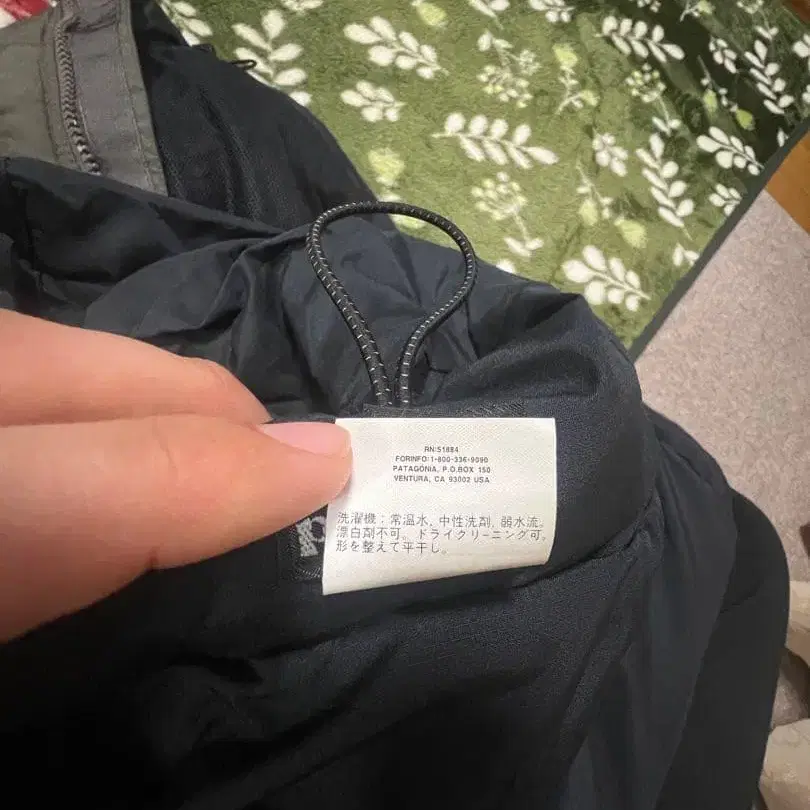 RN:51884
FORINFO:1-800-336-9090
PATAGONIA, P.O.BOX 150
VENTURA, CA 93002 USA
洗濯機：常温水, 中性洗剤, 弱水流。
漂白剤不可。ドライクリーニング可。
形を整えて平干し。